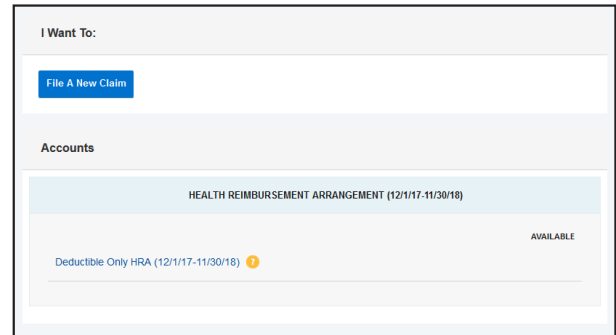 I Want To:
File A New Claim
Accounts
HEALTH REIMBURSEMENT ARRANGEMENT (12/1/17-11/30/18)
AVAILABLE
Deductible Only HRA (12/1/17-11/30/18) ?